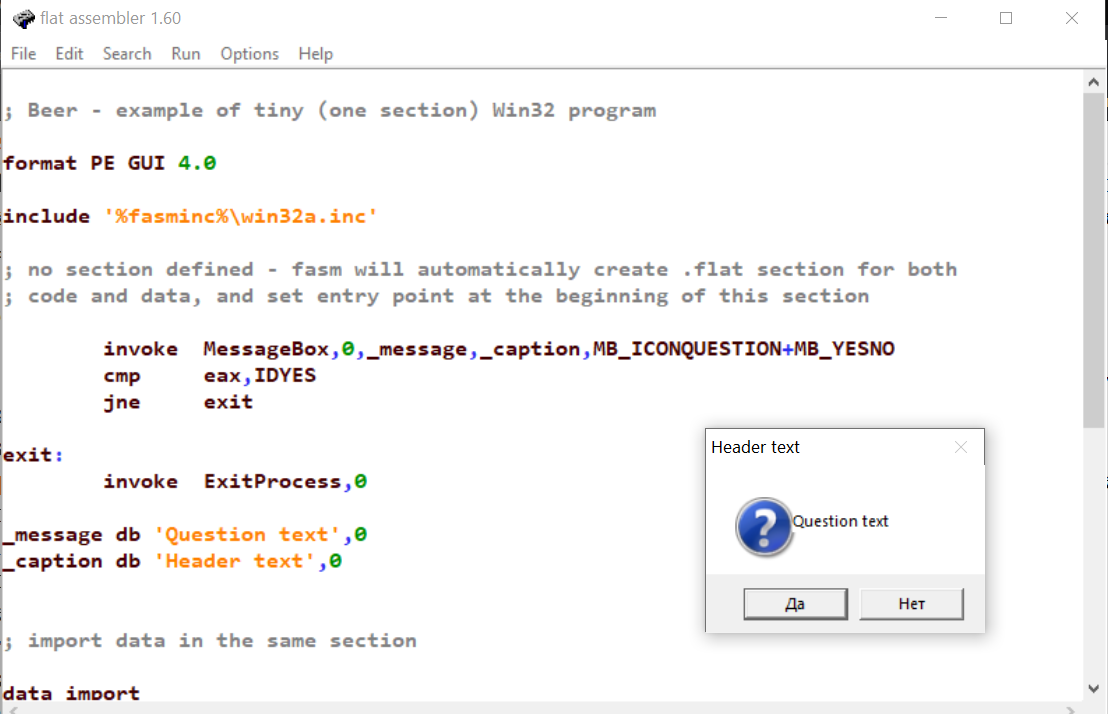 flat assembler 1.60
File Edit Search Run Options Help
; Beer - example of tiny (one section) Win32 program
format PE GUI 4.0
include '%fasminc%\win32a.inc'
; no section defined - fasm will automatically create .flat section for both
; code and data, and set entry point at the beginning of this section
invoke MessageBox,0,_message,_caption,MB_ICONQUESTION+MB_YESNO
cmp eax,IDYES
jne exit
exit:
invoke ExitProcess,0
_message db 'Question text',0
_caption db 'Header text',0
; import data in the same section
data import
Header text
Question text
Да Нет